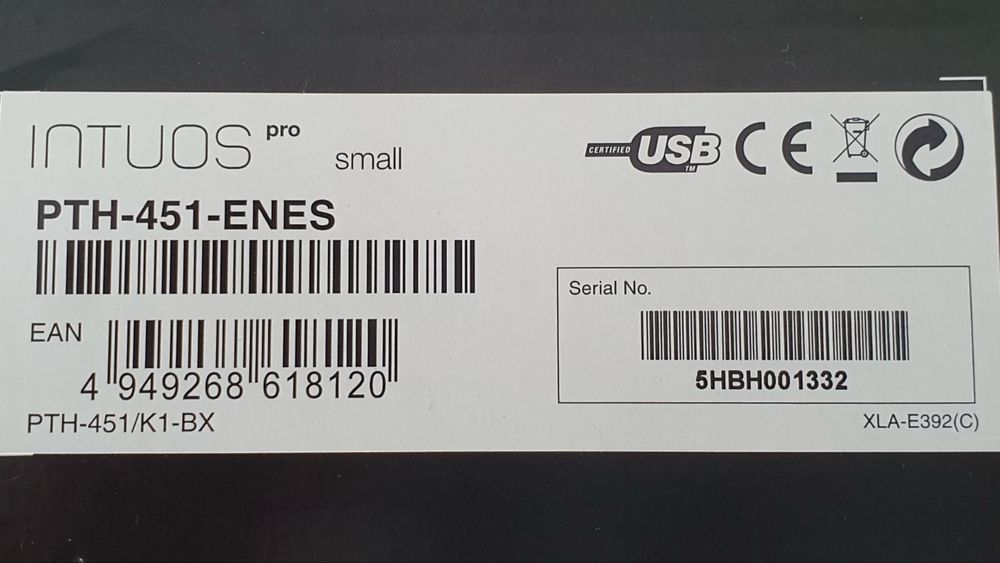 INTUOS pro
small
CERTIFIED USB TM CE
PTH-451-ENES
EAN
4 949268 618120
PTH-451/K1-BX
Serial No.
5HBH001332
XLA-E392(C)